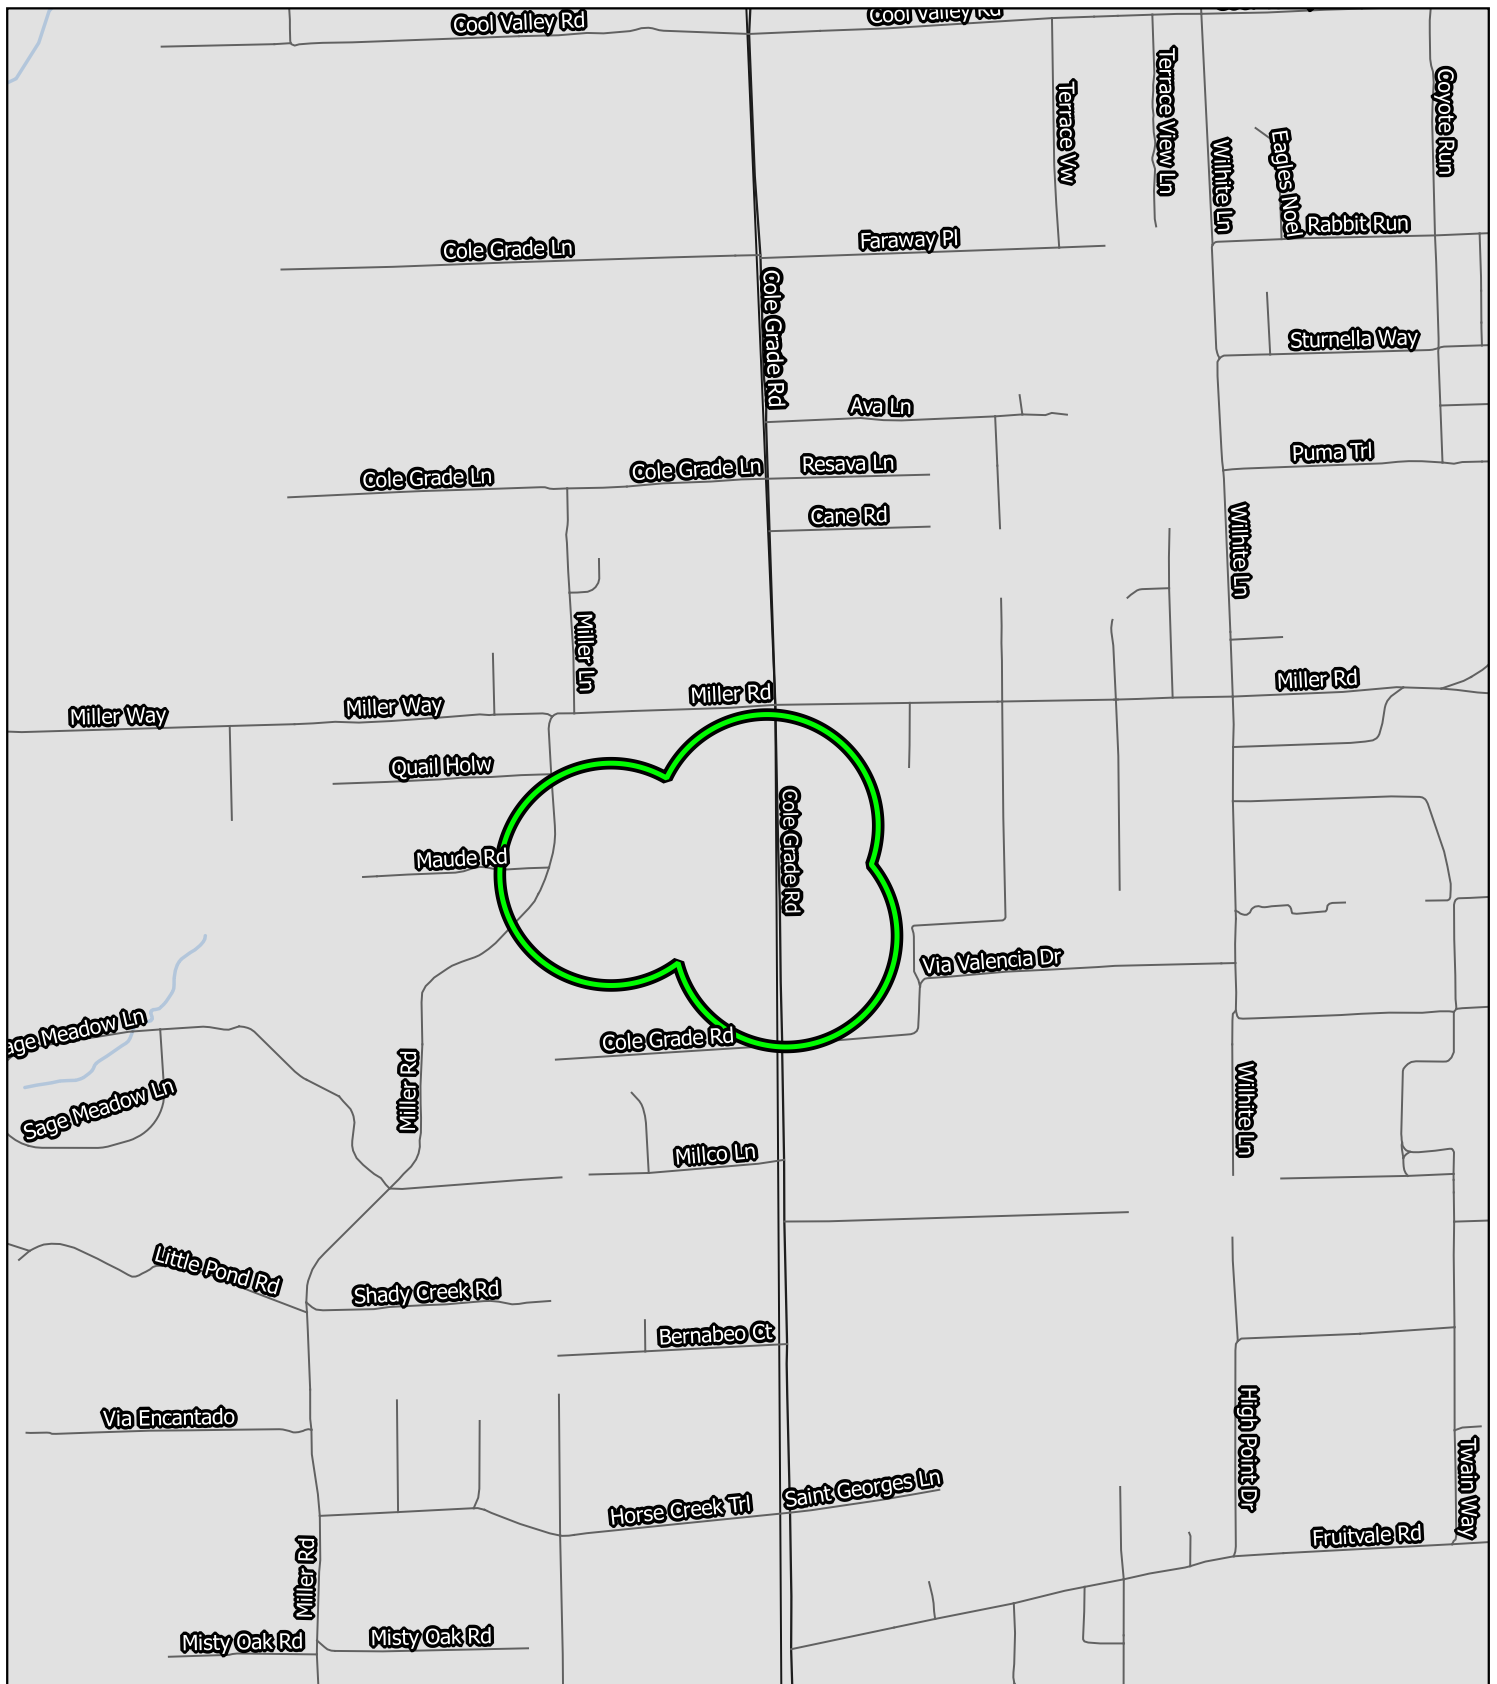 Cool Valley Rd
Cool Valley Rd
Terrace Vw
Terrace View Ln
Wilhite Ln
Eagles Noel
Coyote Run
Rabbit Run
Cole Grade Ln
Faraway Pl
Cole Grade Rd
Sturnella Way
Ava Ln
Puma Trl
Cole Grade Ln
Cole Grade Ln
Resava Ln
Cane Rd
Wilhite Ln
Miller Ln
Miller Way
Miller Way
Miller Rd
Miller Rd
Quail Holw
Cole Grade Rd
Maude Rd
Via Valencia Dr
Sage Meadow Ln
Cole Grade Rd
Miller Rd
Sage Meadow Ln
Wilhite Ln
Millco Ln
Little Pond Rd
Shady Creek Rd
Bernabeo Ct
Via Encantado
High Point Dr
Twain Way
Horse Creek Trl
Saint Georges Ln
Fruitvale Rd
Miller Rd
Misty Oak Rd
Misty Oak Rd